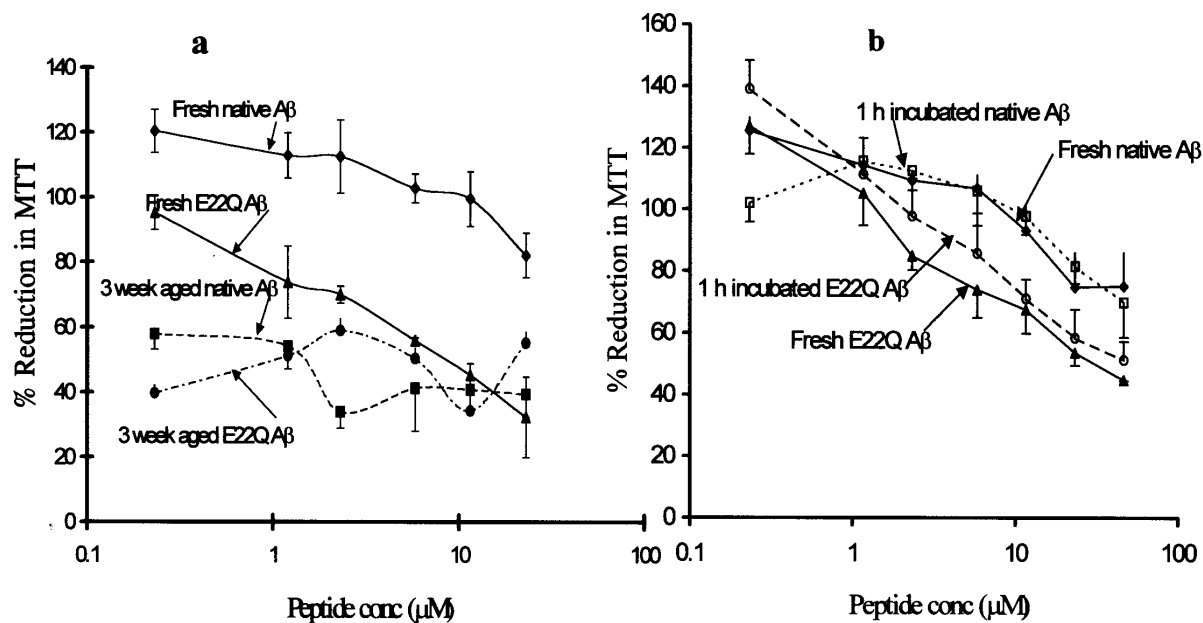 a
% Reduction in MTT
140
120
100
80
60
40
20
0
Fresh native Aβ
Fresh E22Q Aβ
3 week aged native Aβ
3 week aged E22Q Aβ
0.1
1
10
100
Peptide conc (μM)
b
% Reduction in MTT
160
140
120
100
80
60
40
20
0
1 h incubated native Aβ
Fresh native Aβ
1 h incubated E22Q Aβ
Fresh E22Q Aβ
0.1
1
10
100
Peptide conc (μM)